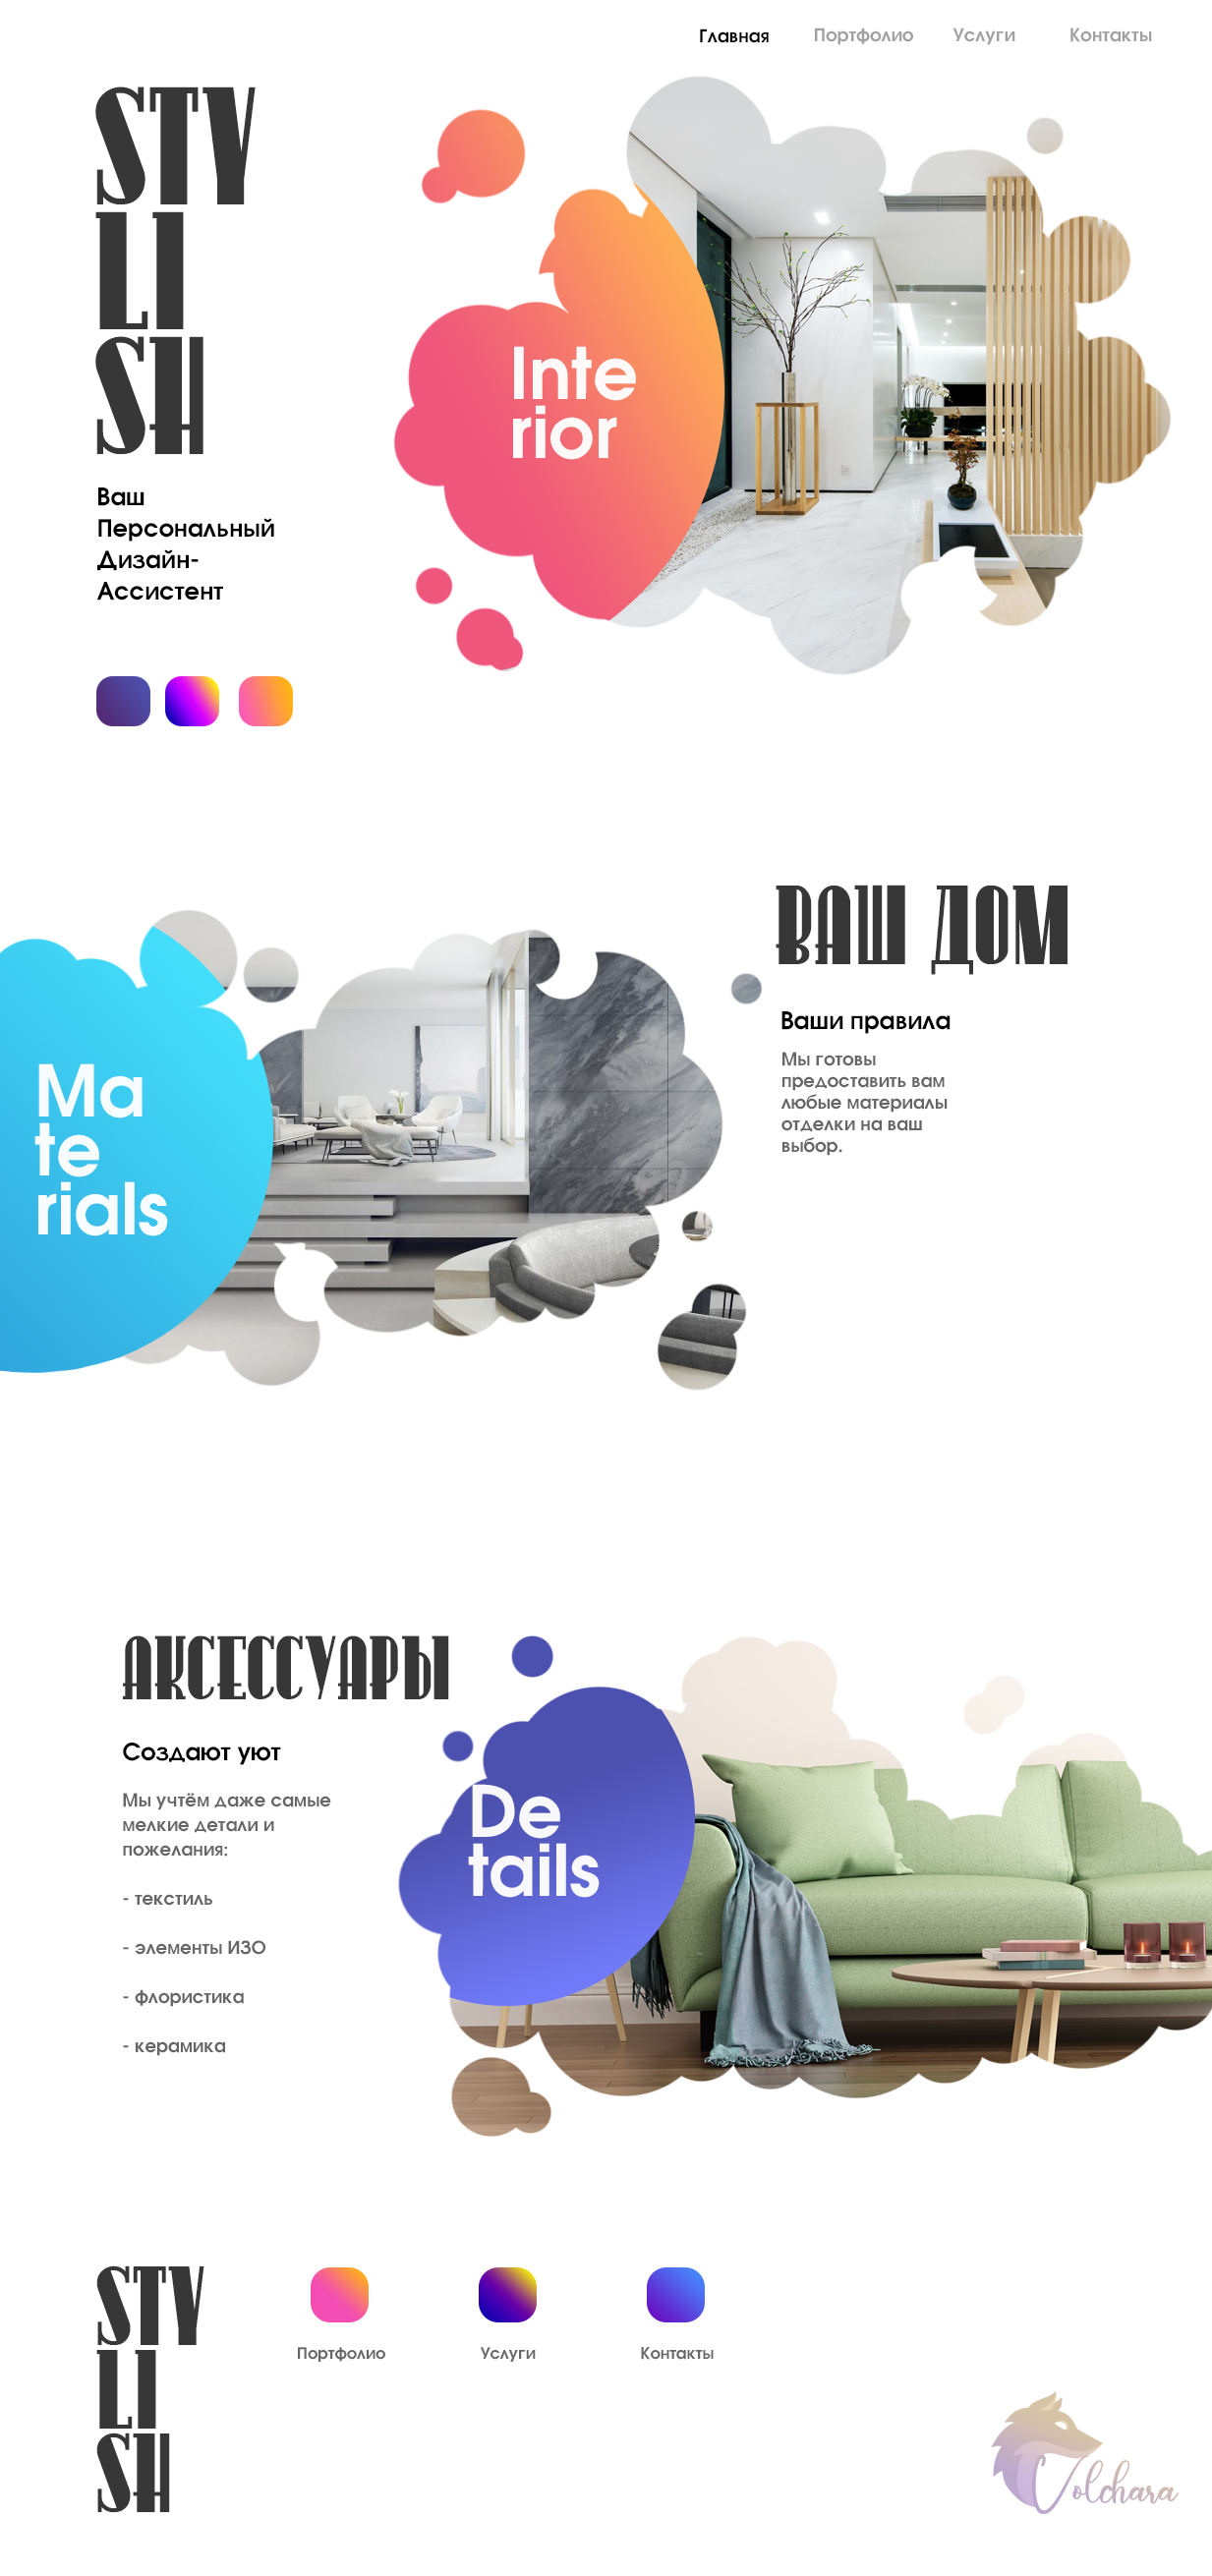 Главная Портфолио Услуги Контакты
STY
LI
SH
Inte
rior
Ваш
Персональный
Дизайн-
Ассистент
ВАШ ДОМ
Ваши правила
Мы готовы
предоставить вам
любые материалы
отделки на ваш
выбор.
Ma
te
rials
АКСЕССУАРЫ
Создают уют
Мы учтём даже самые
мелкие детали и
пожелания:
- текстиль
- элементы ИЗО
- флористика
- керамика
De
tails
STY
LI
SH
Портфолио Услуги Контакты
Volchara